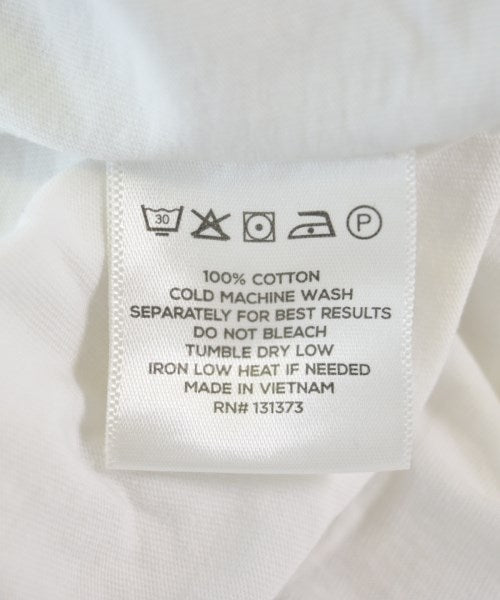 30 P
100% COTTON
COLD MACHINE WASH
SEPARATELY FOR BEST RESULTS
DO NOT BLEACH
TUMBLE DRY LOW
IRON LOW HEAT IF NEEDED
MADE IN VIETNAM
RN# 131373